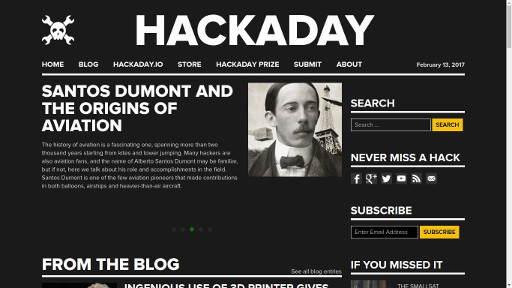 HACKADAY
HOME BLOG HACKADAY.IO STORE HACKADAY PRIZE SUBMIT ABOUT February 13, 2017
SANTOS DUMONT AND
THE ORIGINS OF
AVIATION
The history of aviation is a fascinating one, spanning more than two
thousand years starting from kites and tower jumping. Many hackers are
also aviation fans, and the name of Alberto Santos Dumont may be familiar,
but if not, here we talk about his role and accomplishments in the field.
Santos Dumont is one of the few aviation pioneers that made contributions
in both balloons, airships and heavier-than-air aircraft.
SEARCH
Search ... SEARCH
NEVER MISS A HACK
SUBSCRIBE
Enter Email Address SUBSCRIBE
FROM THE BLOG
See all blog entries
INGENIOUS USE OF 3D PRINTER GIVES
IF YOU MISSED IT
THE SMALLSAT